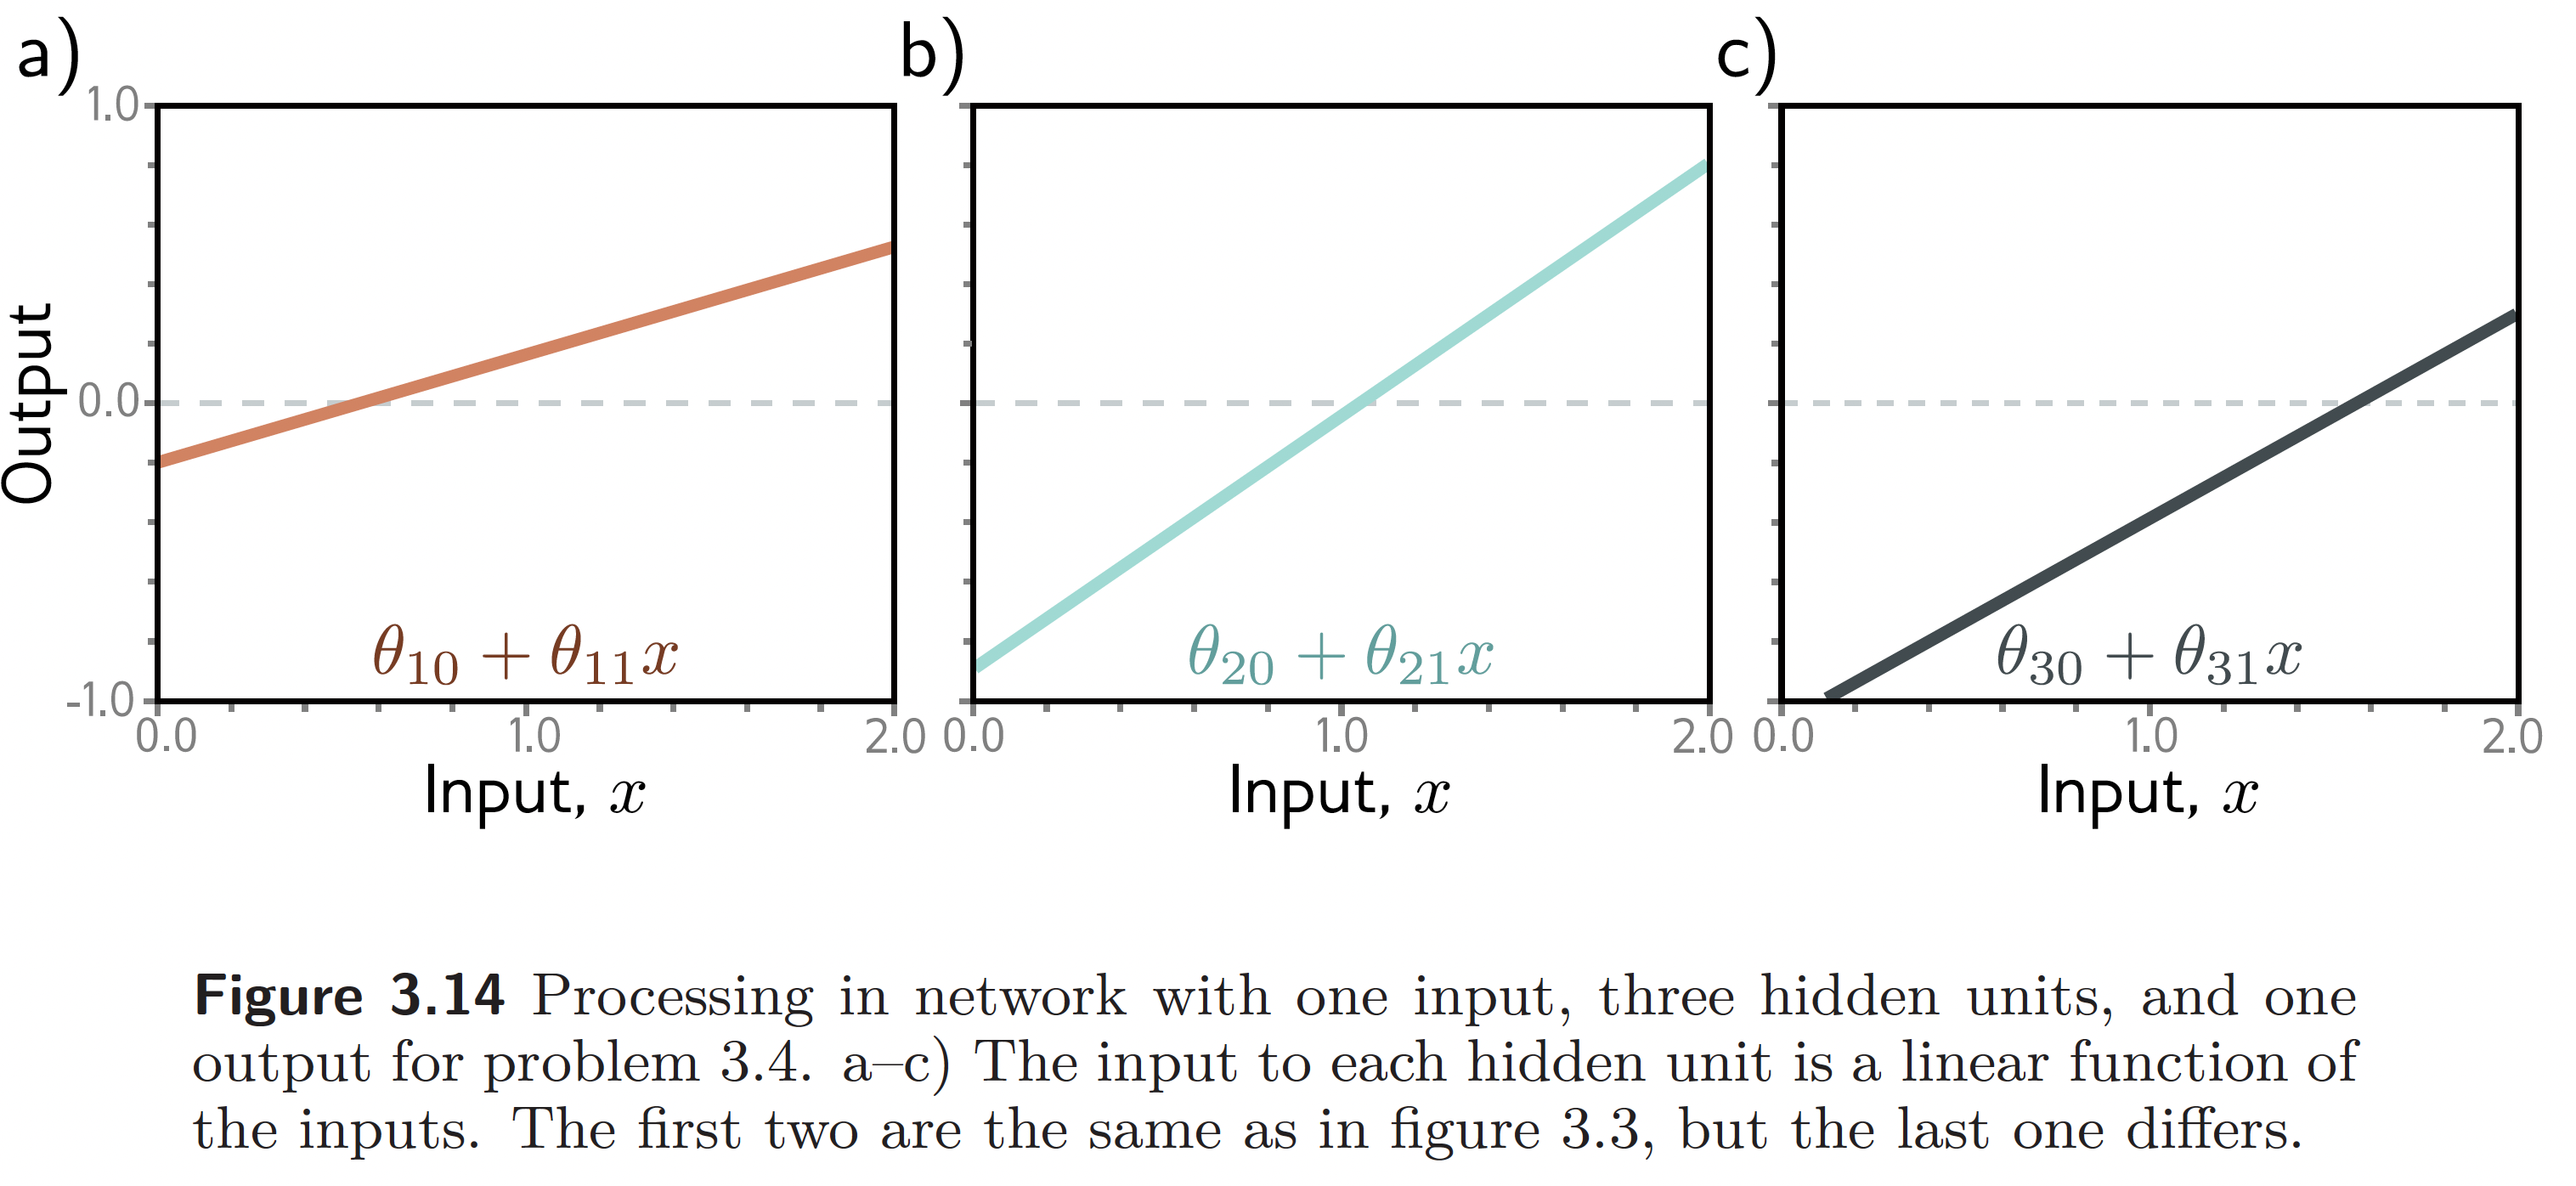 a)
b)
c)
1.0
0.0
-1.0
Output
θ₁₀ + θ₁₁x
θ₂₀ + θ₂₁x
θ₃₀ + θ₃₁x
0.0 1.0 2.0 0.0 1.0 2.0 0.0 1.0 2.0
Input, x
Input, x
Input, x
Figure 3.14 Processing in network with one input, three hidden units, and one
output for problem 3.4. a–c) The input to each hidden unit is a linear function of
the inputs. The first two are the same as in figure 3.3, but the last one differs.